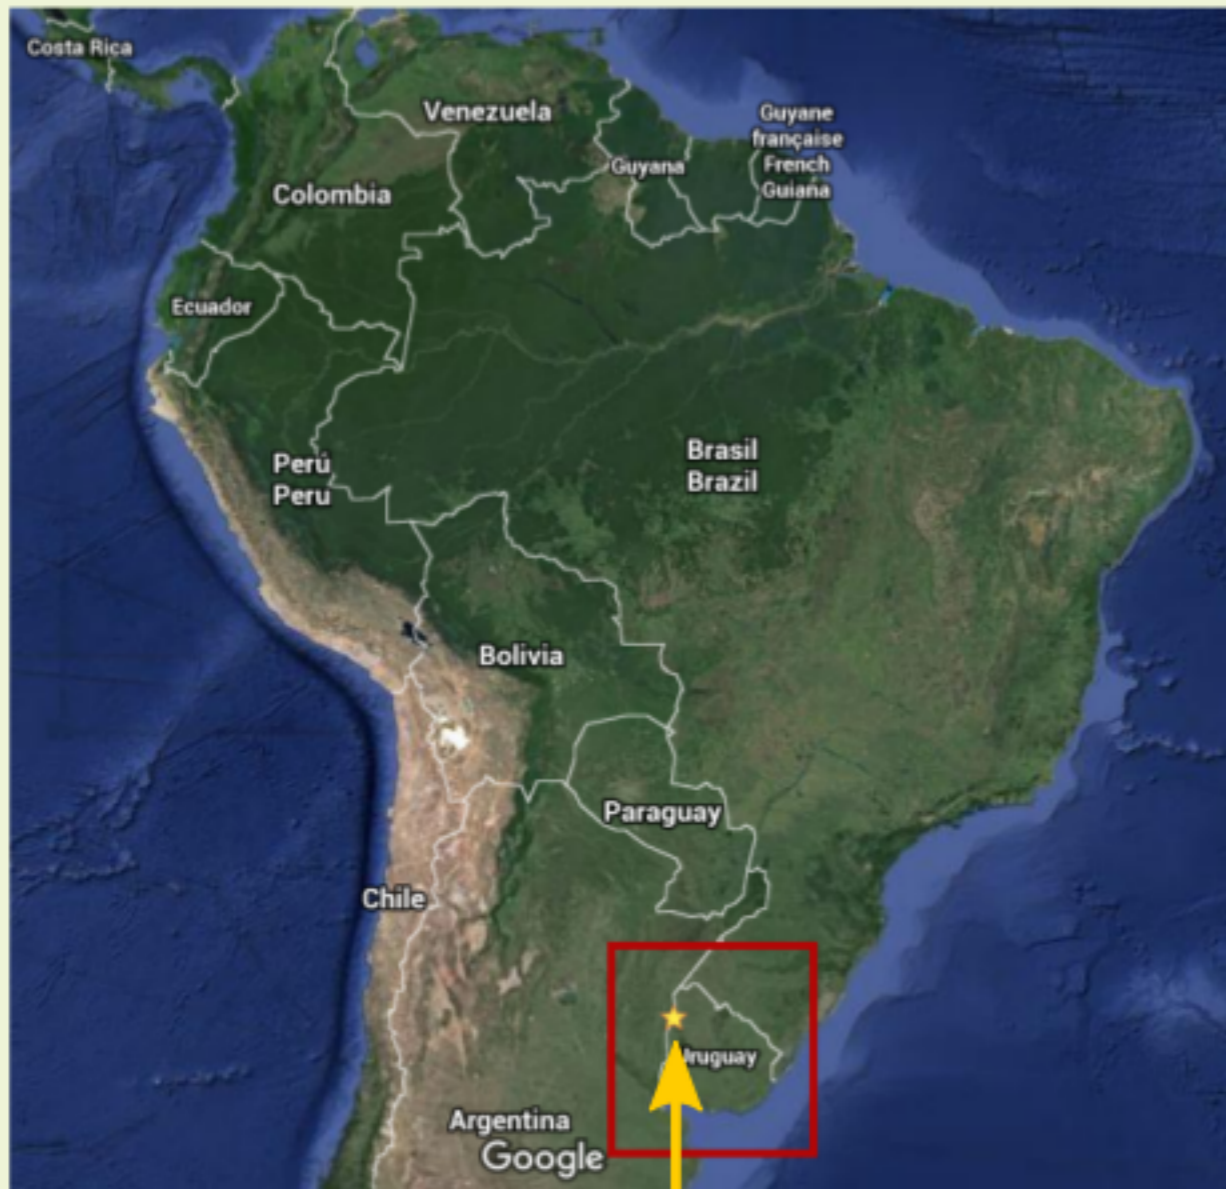 Costa Rica
Venezuela
Guyane
française
French
Guiana
Guyana
Colombia
Ecuador
Perú
Peru
Brasil
Brazil
Bolivia
Paraguay
Chile
Uruguay
Argentina
Google